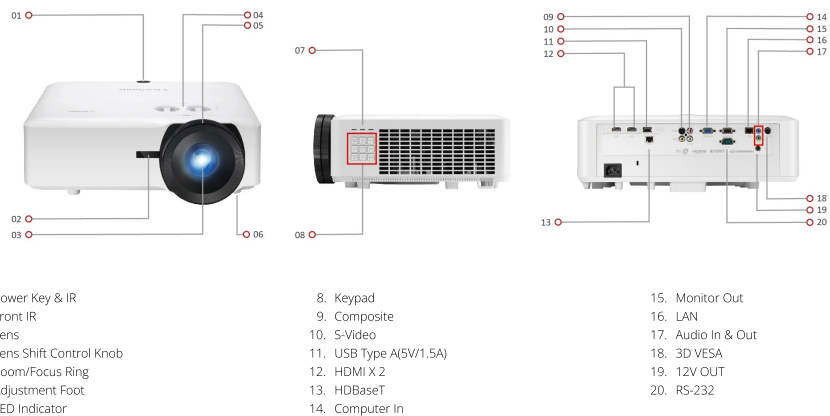 01
04
05
07
09
10
11
12
14
15
16
17
02
03
06
08
13
18
19
20
ower Key & IR
ront IR
ens
ens Shift Control Knob
oom/Focus Ring
djustment Foot
ED Indicator
8. Keypad
9. Composite
10. S-Video
11. USB Type A(5V/1.5A)
12. HDMI X 2
13. HDBaseT
14. Computer In
15. Monitor Out
16. LAN
17. Audio In & Out
18. 3D VESA
19. 12V OUT
20. RS-232